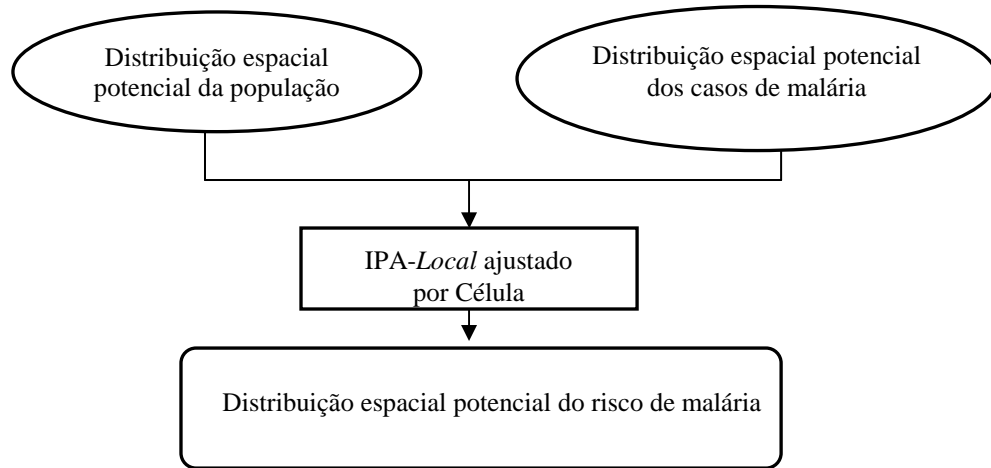 Distribuição espacial
potencial da população
Distribuição espacial potencial
dos casos de malária
IPA-Local ajustado
por Célula
Distribuição espacial potencial do risco de malária